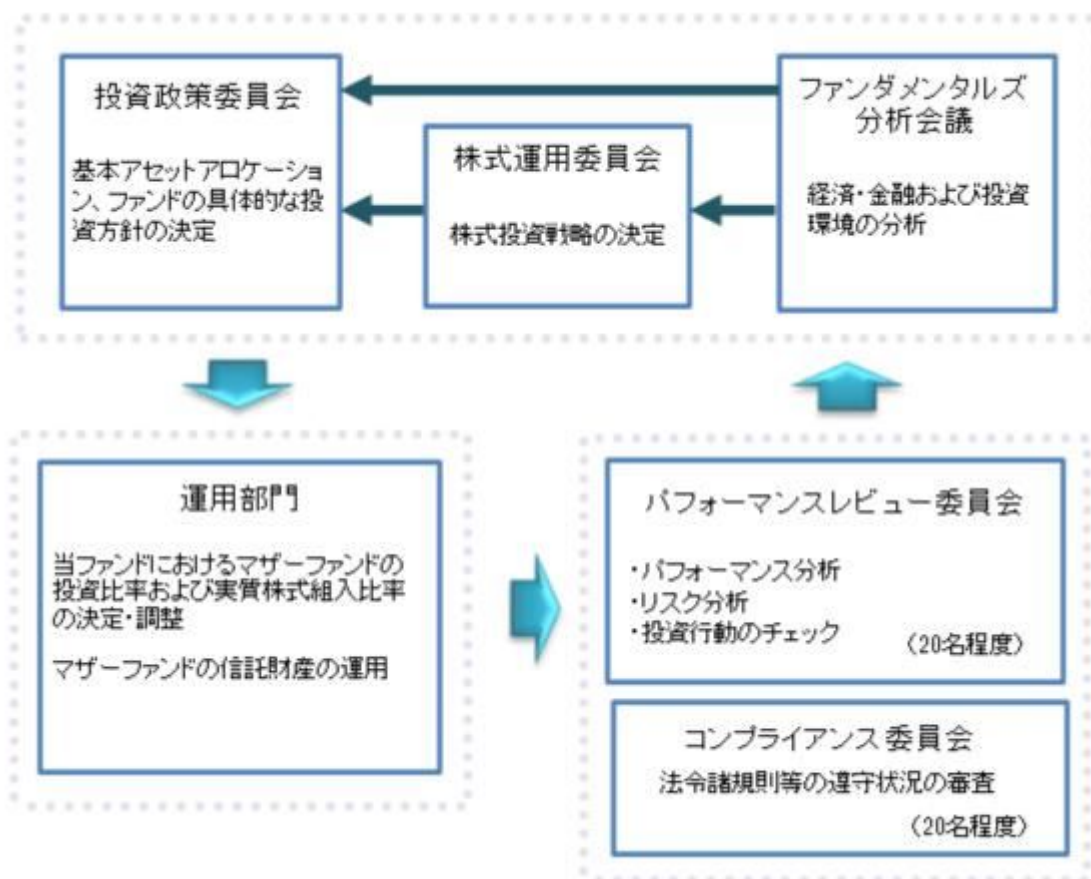 投資政策委員会
基本アセットアロケーショ
ン、ファンドの具体的な投
資方針の決定
株式運用委員会
株式投資戦略の決定
ファンダメンタルズ
分析会議
経済・金融および投資
環境の分析
運用部門
当ファンドにおけるマザーファンドの
投資比率および実質株式組入比率
の決定・調整
マザーファンドの信託財産の運用
パフォーマンスレビュー委員会
・パフォーマンス分析
・リスク分析
・投資行動のチェック
（20名程度）
コンプライアンス委員会
法令諸規則等の遵守状況の審査
（20名程度）